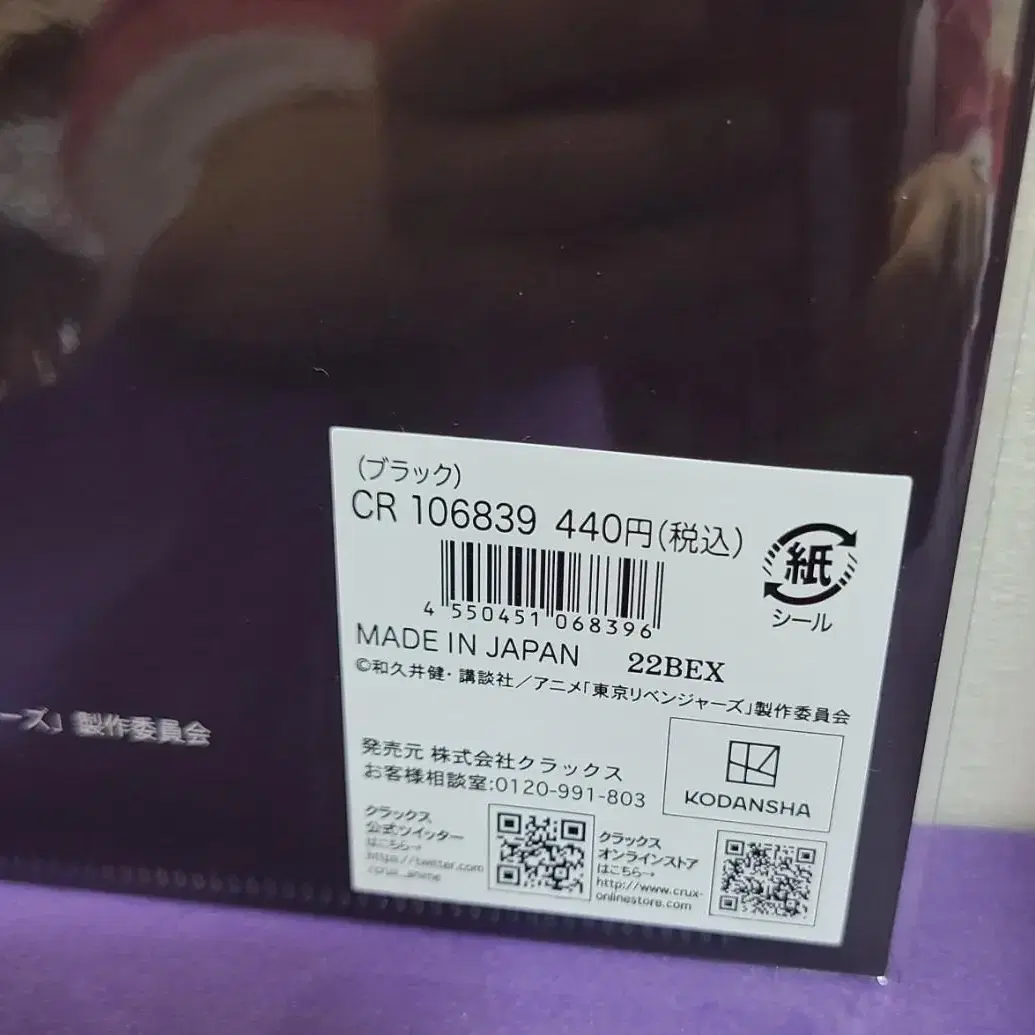 (ブラック)
CR 106839 440円(税込)
紙
シール
4 550451 068396
MADE IN JAPAN 22BEX
©和久井健・講談社／アニメ「東京リベンジャーズ」製作委員会
ーズ」製作委員会
発売元 株式会社クラックス
お客様相談室:0120-991-803
KODANSHA
クラックス
公式ツイッター
はこちら→
https://twitter.com
/crux_anime
クラックス
オンラインストア
はこちら→
http://www.crux-
onlinestore.com